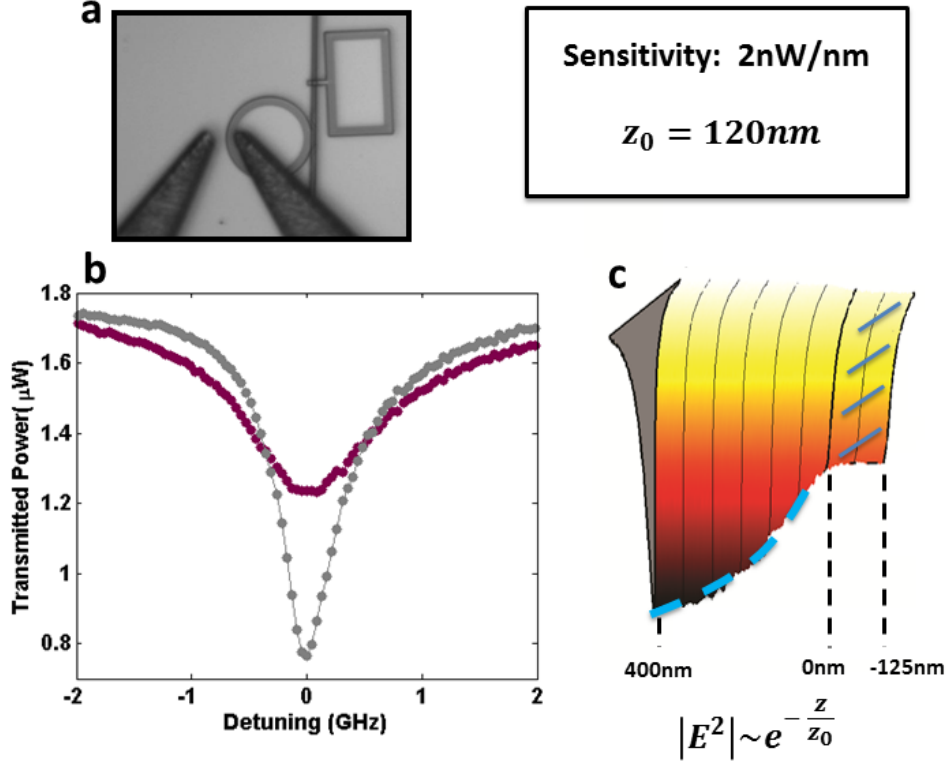 a
Sensitivity: 2nW/nm
z₀ = 120nm
b
1.8
1.6
1.4
1.2
1
0.8
-2
-1
0
1
2
Transmitted Power( μW)
Detuning (GHz)
c
400nm
0nm
-125nm
|E²|~e^(-z/z₀)